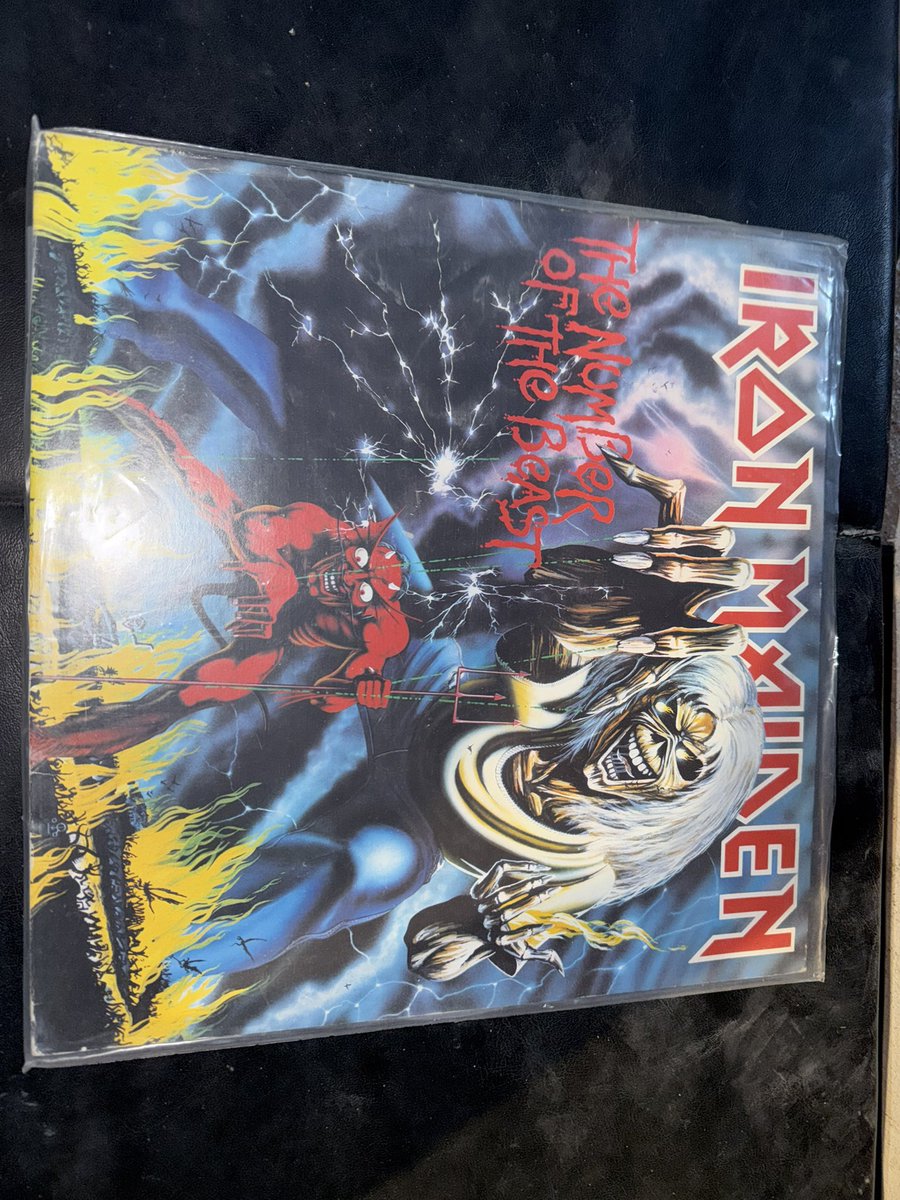 IRON MAIDEN
THE NUMBER
OF THE BEAST